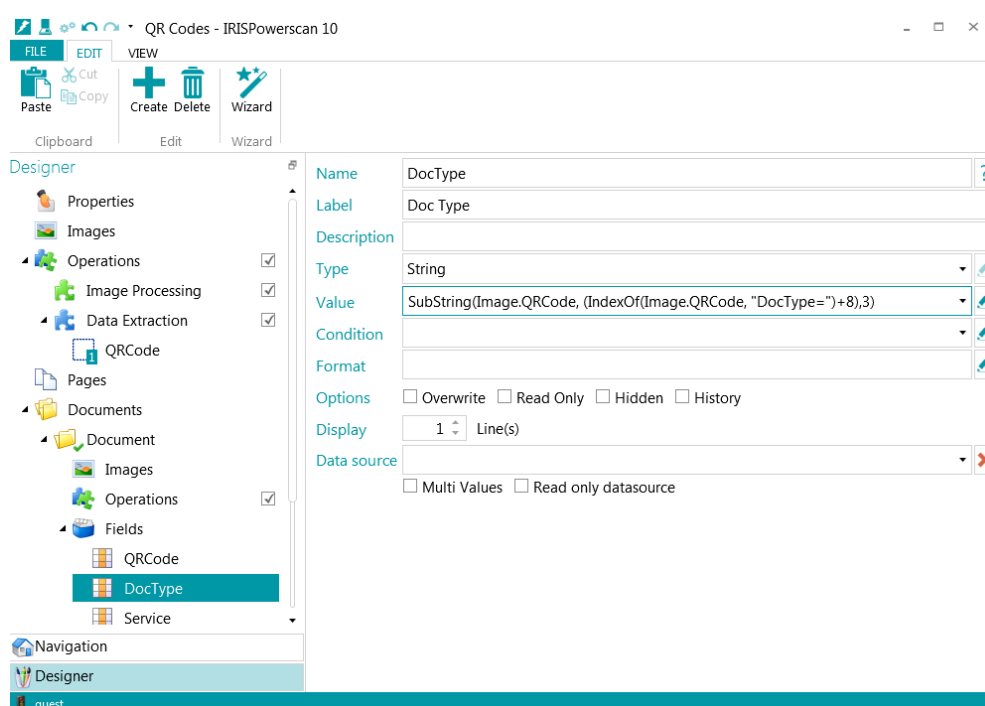 QR Codes - IRISPowerscan 10
FILE EDIT VIEW
Paste Cut Copy Create Delete Wizard
Clipboard Edit Wizard
Designer
Properties
Images
Operations
Image Processing
Data Extraction
1 QRCode
Pages
Documents
Document
Images
Operations
Fields
QRCode
DocType
Service
Navigation
Designer
guest
Name DocType ?
Label Doc Type
Description
Type String
Value SubString(Image.QRCode, (IndexOf(Image.QRCode, "DocType=")+8),3)
Condition
Format
Options Overwrite Read Only Hidden History
Display 1 Line(s)
Data source
Multi Values Read only datasource